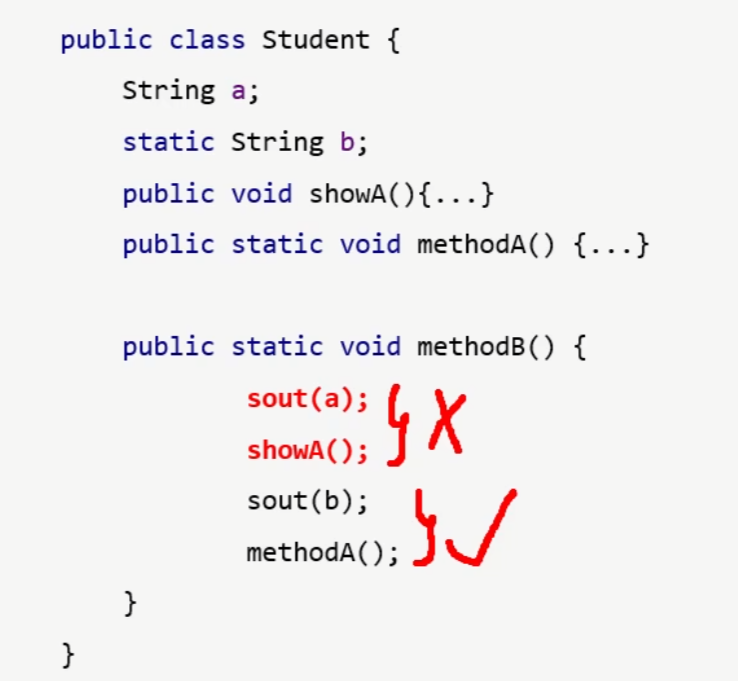 public class Student {
String a;
static String b;
public void showA(){...}
public static void methodA() {...}
public static void methodB() {
sout(a);
showA();
sout(b);
methodA();
}
}